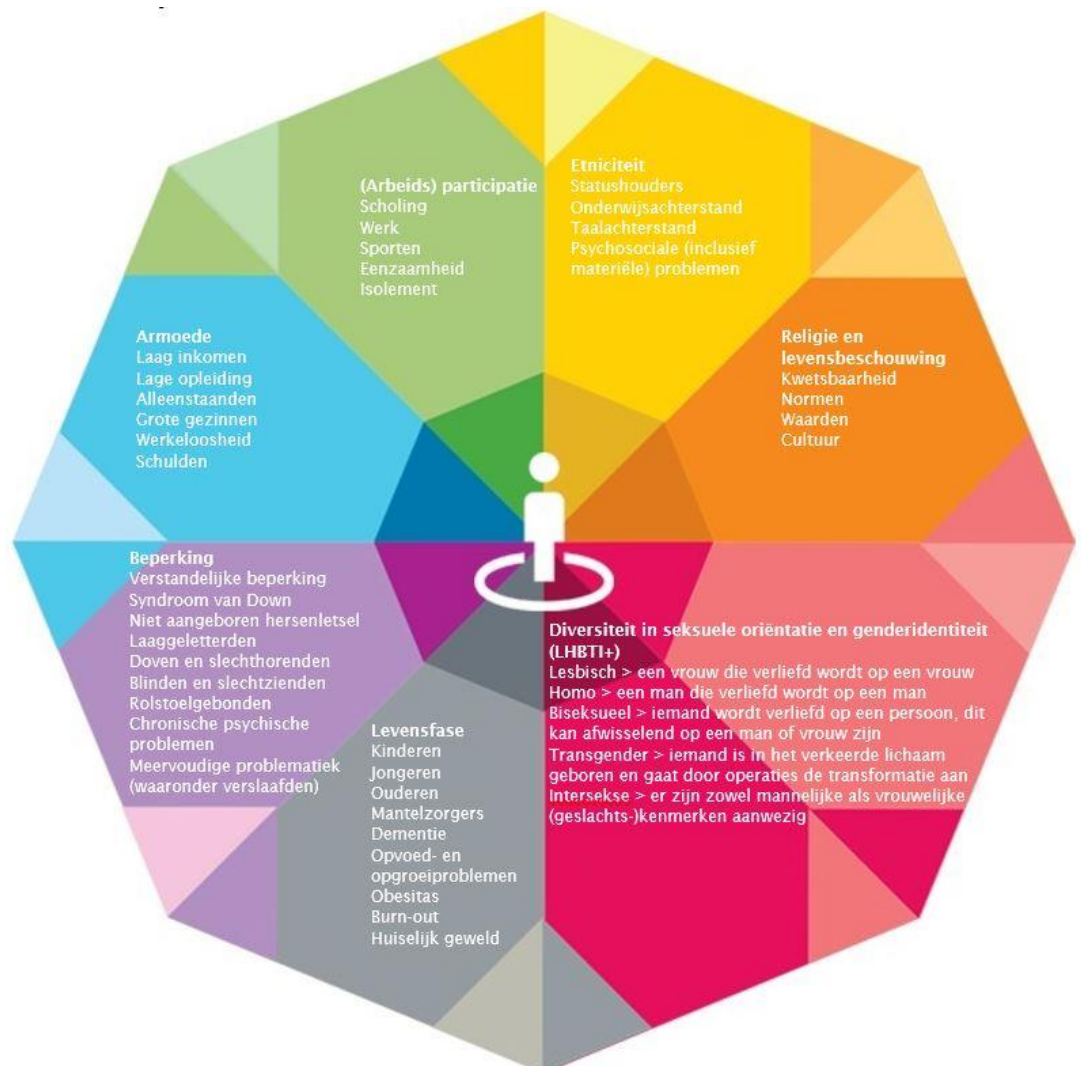 (Arbeids) participatie
Scholing
Werk
Sporten
Eenzaamheid
Isolement
Etniciteit
Statushouders
Onderwijsachterstand
Taalachterstand
Psychosociale (inclusief
materiële) problemen
Armoede
Laag inkomen
Lage opleiding
Alleenstaanden
Grote gezinnen
Werkeloosheid
Schulden
Religie en
levensbeschouwing
Kwetsbaarheid
Normen
Waarden
Cultuur
Beperking
Verstandelijke beperking
Syndroom van Down
Niet aangeboren hersenletsel
Laaggeletterden
Doven en slechthorenden
Blinden en slechtzienden
Rolstoelgebonden
Chronische psychische
problemen
Meervoudige problematiek
(waaronder verslaafden)
Levensfase
Kinderen
Jongeren
Ouderen
Mantelzorgers
Dementie
Opvoed- en
opgroeiproblemen
Obesitas
Burn-out
Huiselijk geweld
Diversiteit in seksuele oriëntatie en genderidentiteit
(LHBTI+)
Lesbisch > een vrouw die verliefd wordt op een vrouw
Homo > een man die verliefd wordt op een man
Biseksueel > iemand wordt verliefd op een persoon, dit
kan afwisselend op een man of vrouw zijn
Transgender > iemand is in het verkeerde lichaam
geboren en gaat door operaties de transformatie aan
Intersekse > er zijn zowel mannelijke als vrouwelijke
(geslachts-)kenmerken aanwezig